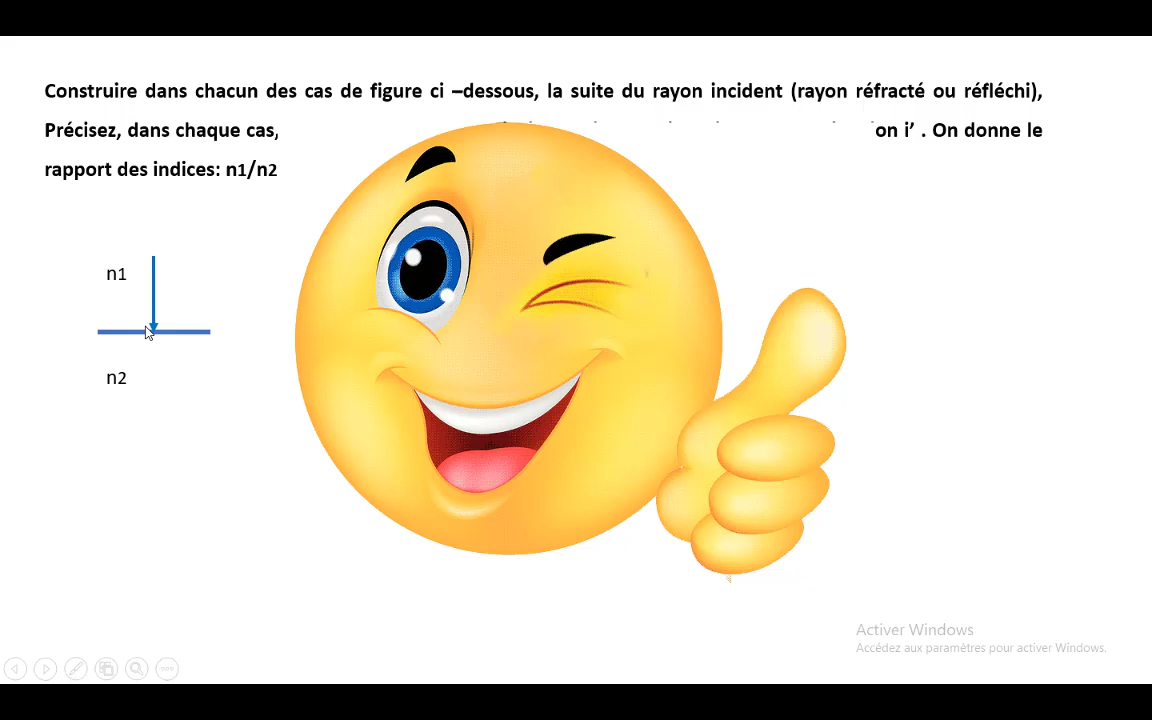 Construire dans chacun des cas de figure ci –dessous, la suite du rayon incident (rayon réfracté ou réfléchi),
Précisez, dans chaque cas, on i’ . On donne le
rapport des indices: n1/n2
n1
n2
Activer Windows
Accédez aux paramètres pour activer Windows.